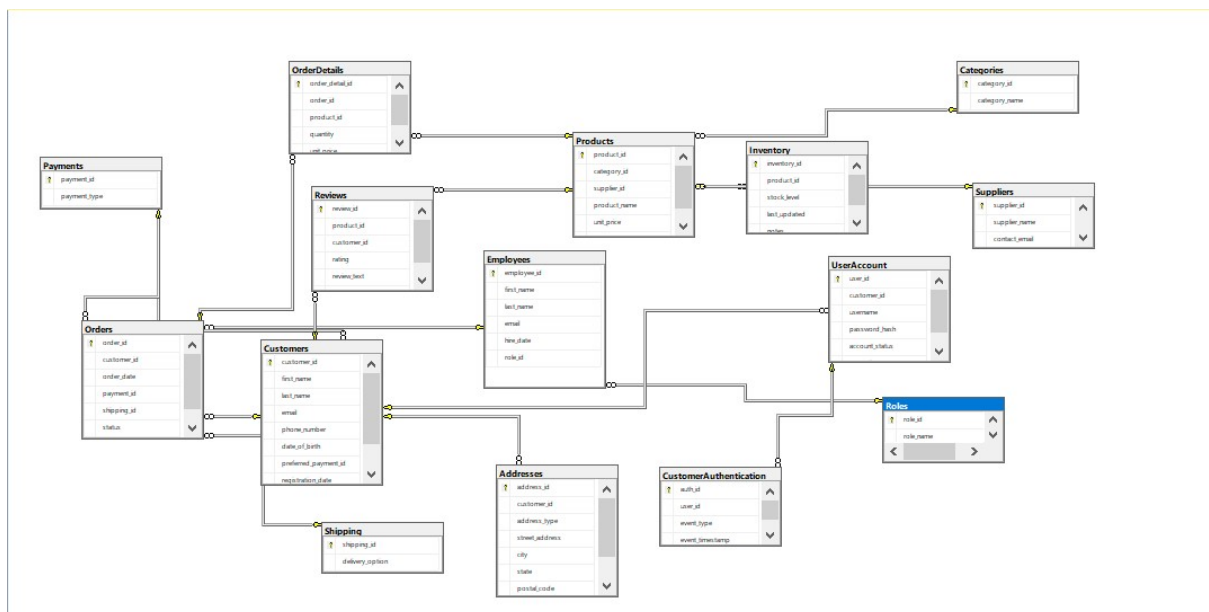 OrderDetails
order_detail_id
order_id
product_id
quantity
unit_price
Categories
category_id
category_name
Products
product_id
category_id
supplier_id
product_name
unit_price
Inventory
inventory_id
product_id
stock_level
last_updated
notes
Payments
payment_id
payment_type
Reviews
review_id
product_id
customer_id
rating
review_text
Suppliers
supplier_id
supplier_name
contact_email
Employees
employee_id
first_name
last_name
email
hire_date
role_id
UserAccount
user_id
customer_id
username
password_hash
account_status
Orders
order_id
customer_id
order_date
payment_id
shipping_id
status
Customers
customer_id
first_name
last_name
email
phone_number
date_of_birth
preferred_payment_id
registration_date
Roles
role_id
role_name
Addresses
address_id
customer_id
address_type
street_address
city
state
postal_code
CustomerAuthentication
auth_id
user_id
event_type
event_timestamp
Shipping
shipping_id
delivery_option